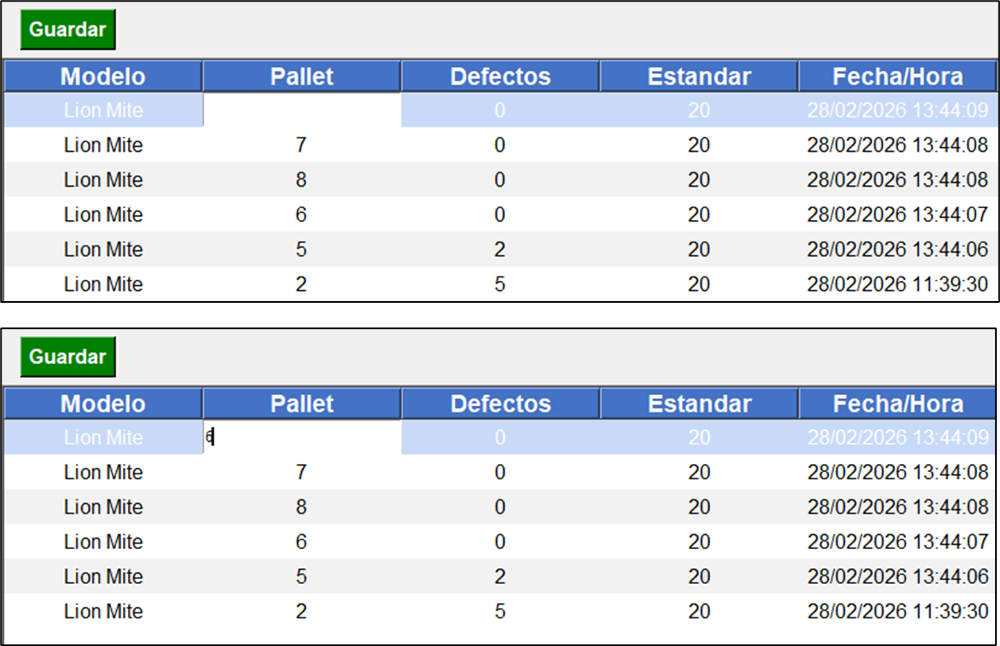 Guardar
Modelo Pallet Defectos Estandar Fecha/Hora
Lion Mite 0 20 28/02/2026 13:44:09
Lion Mite 7 0 20 28/02/2026 13:44:08
Lion Mite 8 0 20 28/02/2026 13:44:08
Lion Mite 6 0 20 28/02/2026 13:44:07
Lion Mite 5 2 20 28/02/2026 13:44:06
Lion Mite 2 5 20 28/02/2026 11:39:30
Guardar
Modelo Pallet Defectos Estandar Fecha/Hora
Lion Mite 6 0 20 28/02/2026 13:44:09
Lion Mite 7 0 20 28/02/2026 13:44:08
Lion Mite 8 0 20 28/02/2026 13:44:08
Lion Mite 6 0 20 28/02/2026 13:44:07
Lion Mite 5 2 20 28/02/2026 13:44:06
Lion Mite 2 5 20 28/02/2026 11:39:30